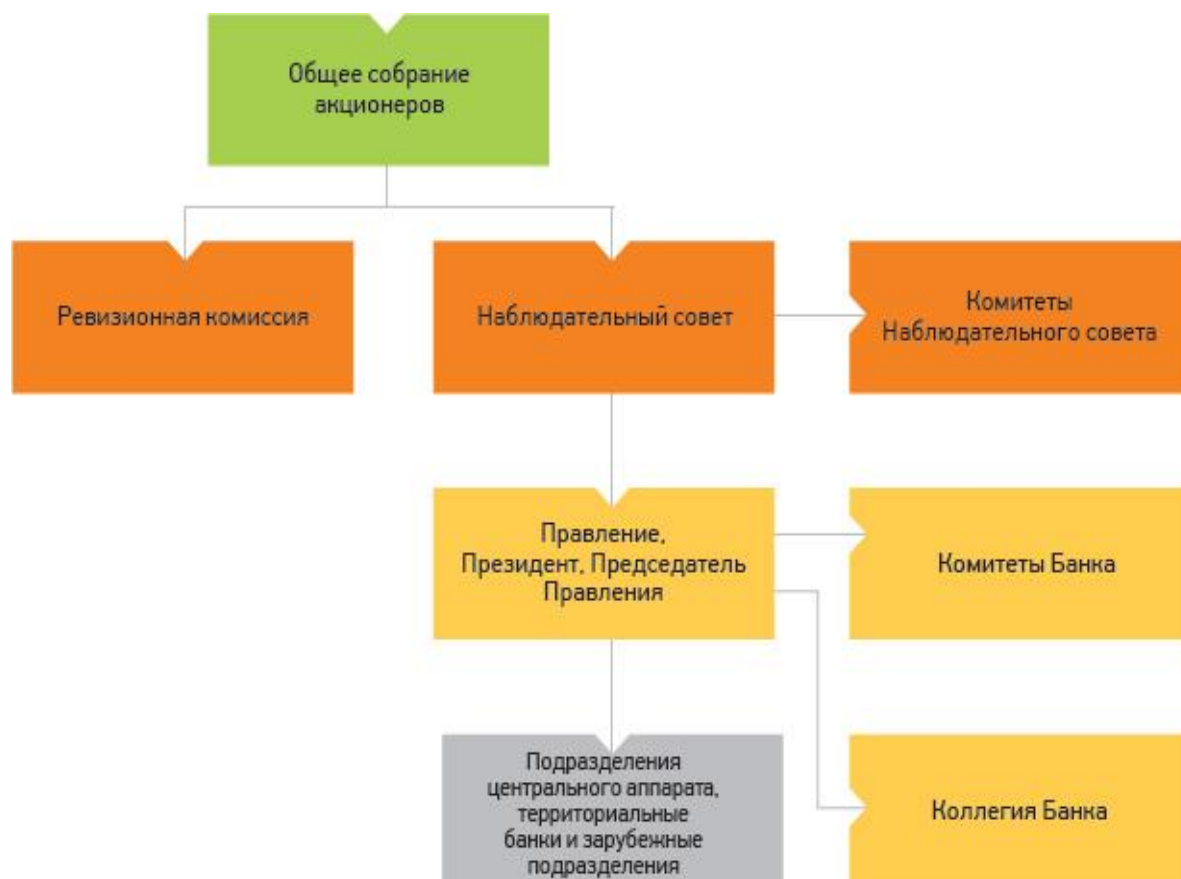 Общее собрание
акционеров
Ревизионная комиссия
Наблюдательный совет
Комитеты
Наблюдательного совета
Правление,
Президент, Председатель
Правления
Комитеты Банка
Подразделения
центрального аппарата,
территориальные
банки и зарубежные
подразделения
Коллегия Банка